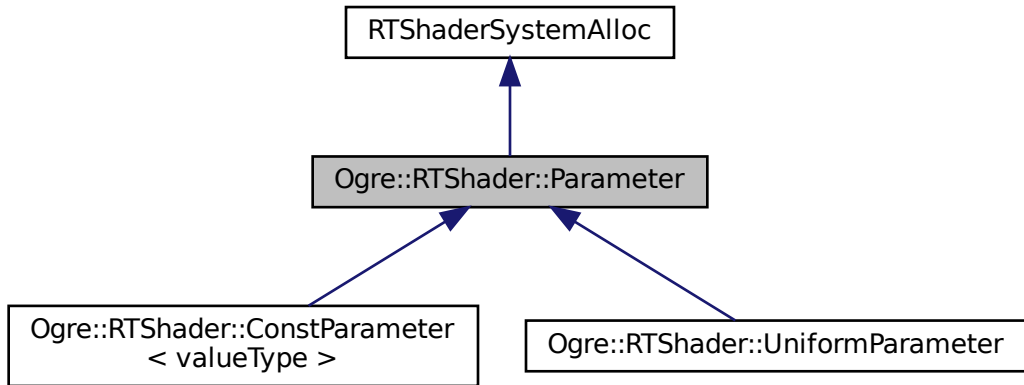 RTShaderSystemAlloc
Ogre::RTShader::Parameter
Ogre::RTShader::ConstParameter
< valueType >
Ogre::RTShader::UniformParameter